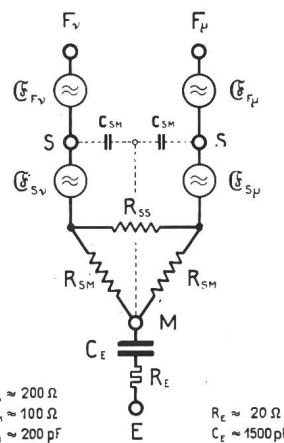 Fν Fμ
𝕰Fν 𝕰Fμ
CSM CSM
S S
𝕰Sν 𝕰Sμ
RSS
RSM RSM
M
CE
RE
E
≈ 200 Ω
≈ 100 Ω RE ≈ 20 Ω
≈ 200 pF CE ≈ 1500 pF